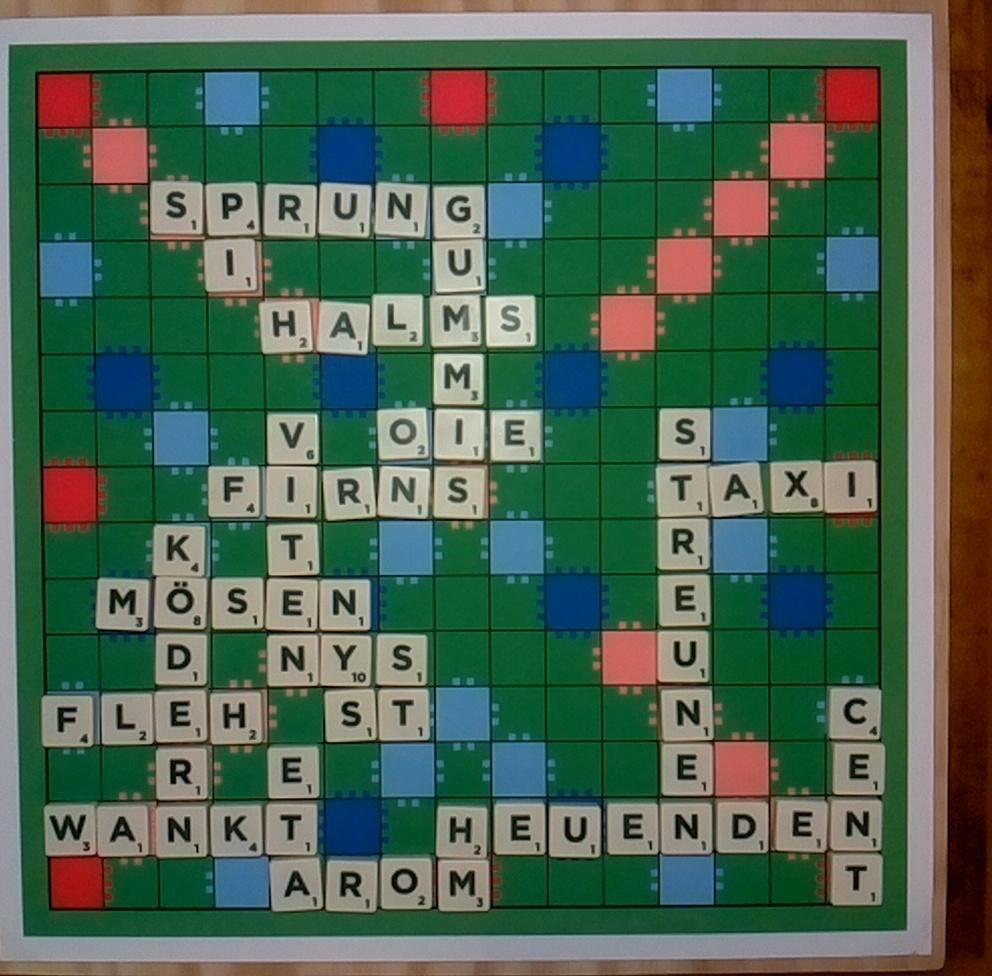 SPRUNG
I U
HALMS
M
V OIE S
FIRNS TAXI
K T R
MÖSEN E
D NYS U
FLEH ST N C
R E E E
WANKT HEUENDEN
AROM T